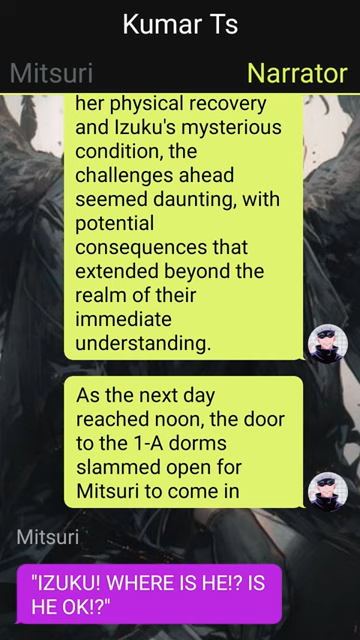 Kumar Ts
Mitsuri
Narrator
her physical recovery
and Izuku's mysterious
condition, the
challenges ahead
seemed daunting, with
potential
consequences that
extended beyond the
realm of their
immediate
understanding.
As the next day
reached noon, the door
to the 1-A dorms
slammed open for
Mitsuri to come in
Mitsuri
"IZUKU! WHERE IS HE!? IS
HE OK!?"